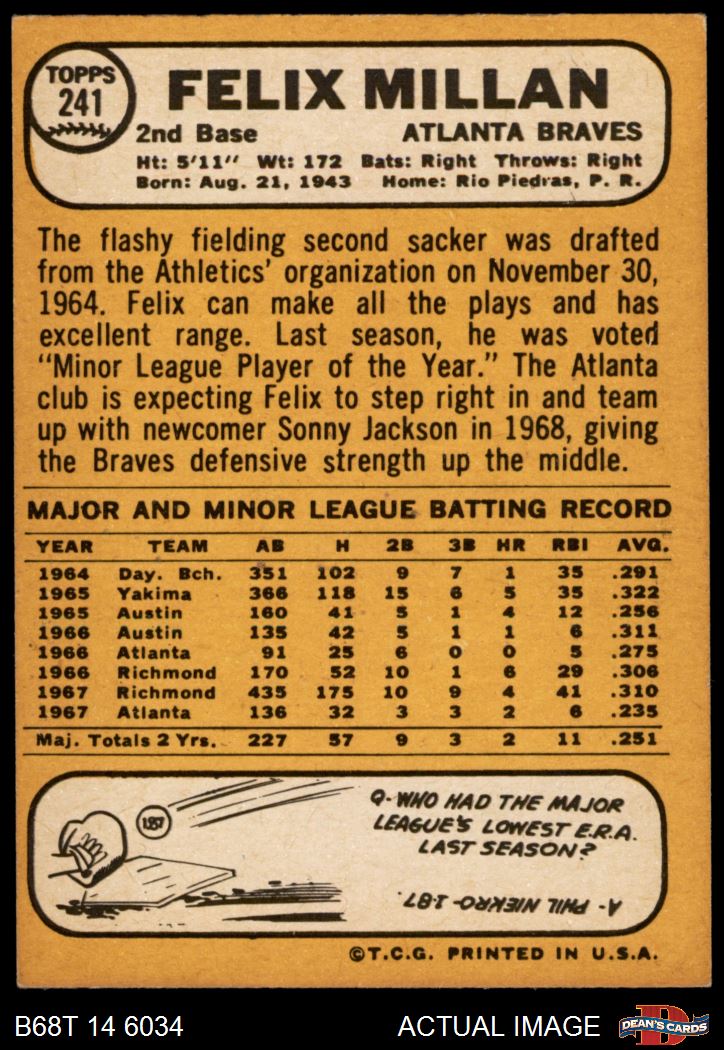 TOPPS
241
FELIX MILLAN
2nd Base ATLANTA BRAVES
Ht: 5'11" Wt: 172 Bats: Right Throws: Right
Born: Aug. 21, 1943 Home: Rio Piedras, P. R.
The flashy fielding second sacker was drafted
from the Athletics' organization on November 30,
1964. Felix can make all the plays and has
excellent range. Last season, he was voted
"Minor League Player of the Year." The Atlanta
club is expecting Felix to step right in and team
up with newcomer Sonny Jackson in 1968, giving
the Braves defensive strength up the middle.
MAJOR AND MINOR LEAGUE BATTING RECORD
YEAR TEAM AB H 2B 3B HR RBI AVG.
1964 Day. Bch. 351 102 9 7 1 35 .291
1965 Yakima 366 118 15 6 5 35 .322
1965 Austin 160 41 5 1 4 12 .256
1966 Austin 135 42 5 1 1 6 .311
1966 Atlanta 91 25 6 0 0 5 .275
1966 Richmond 170 52 10 1 6 29 .306
1967 Richmond 435 175 10 9 4 41 .310
1967 Atlanta 136 32 3 3 2 6 .235
Maj. Totals 2 Yrs. 227 57 9 3 2 11 .251
1.87
Q- WHO HAD THE MAJOR
LEAGUE'S LOWEST E.R.A.
LAST SEASON?
A- PHIL NIEKRO-1.87.
©T.C.G. PRINTED IN U.S.A.
B68T 14 6034 ACTUAL IMAGE
D
DEAN'S CARDS